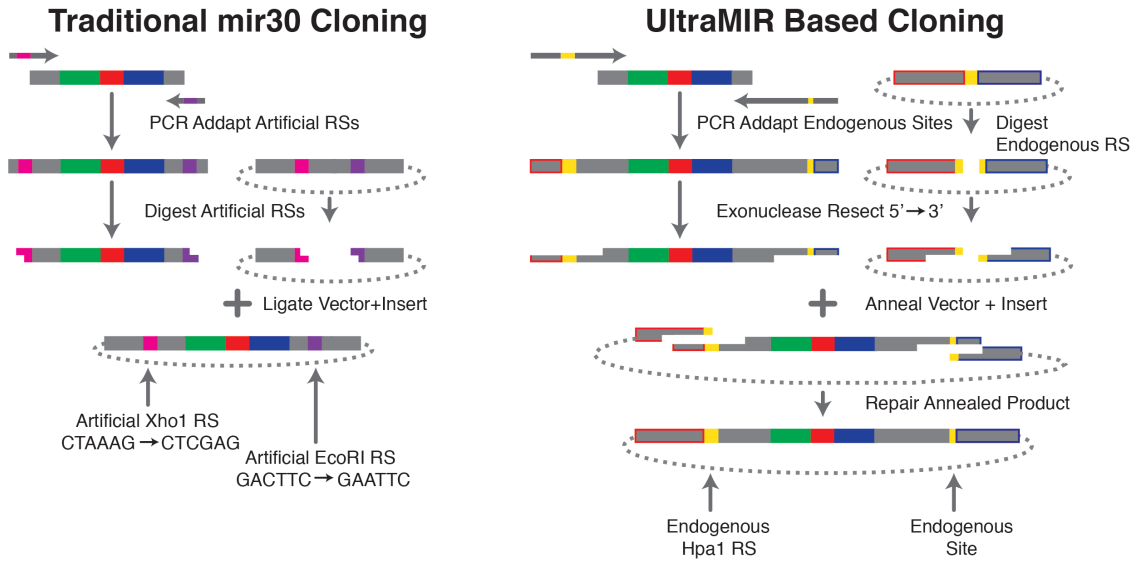 Traditional mir30 Cloning
PCR Addapt Artificial RSs
Digest Artificial RSs
Ligate Vector+Insert
Artificial Xho1 RS
CTAAAG→CTCGAG
Artificial EcoRI RS
GACTTC→GAATTC
UltraMIR Based Cloning
PCR Addapt Endogenous Sites
Digest
Endogenous RS
Exonuclease Resect 5’→3’
Anneal Vector + Insert
Repair Annealed Product
Endogenous
Hpa1 RS
Endogenous
Site